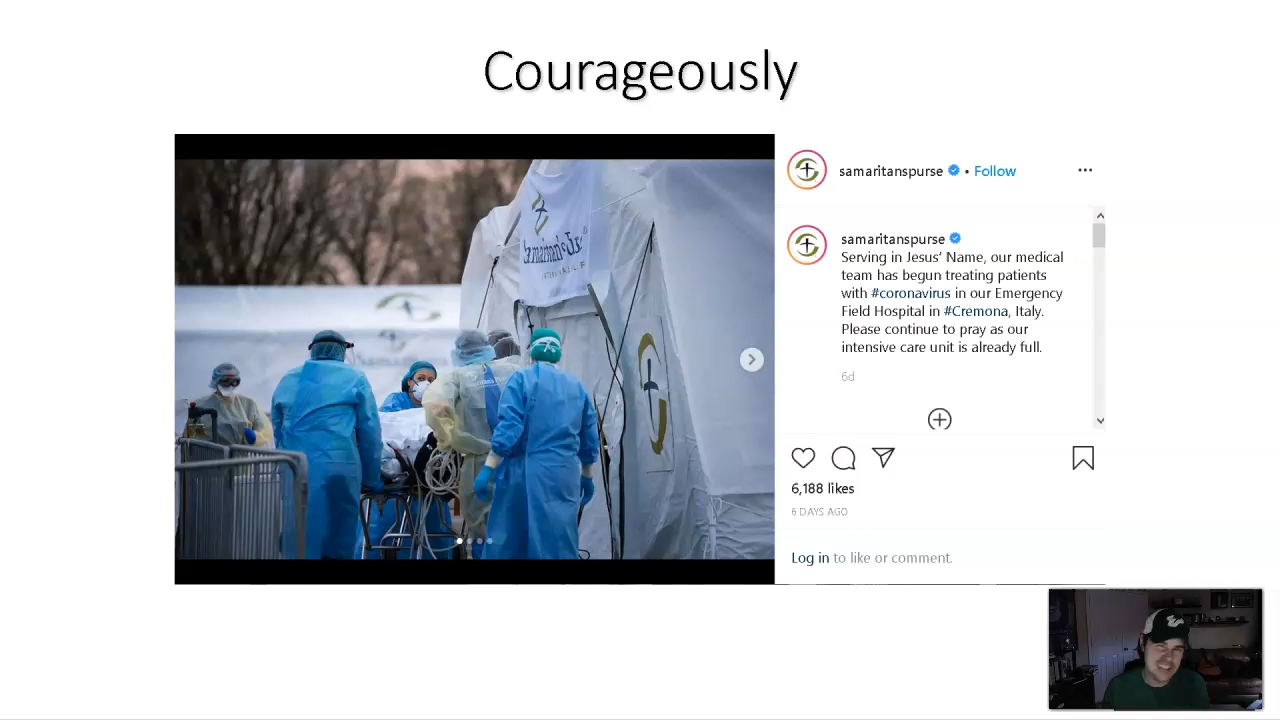 Courageously
Samaritan's Purse
samaritanspurse • Follow
samaritanspurse
Serving in Jesus' Name, our medical
team has begun treating patients
with #coronavirus in our Emergency
Field Hospital in #Cremona, Italy.
Please continue to pray as our
intensive care unit is already full.
6d
6,188 likes
6 DAYS AGO
Log in to like or comment.